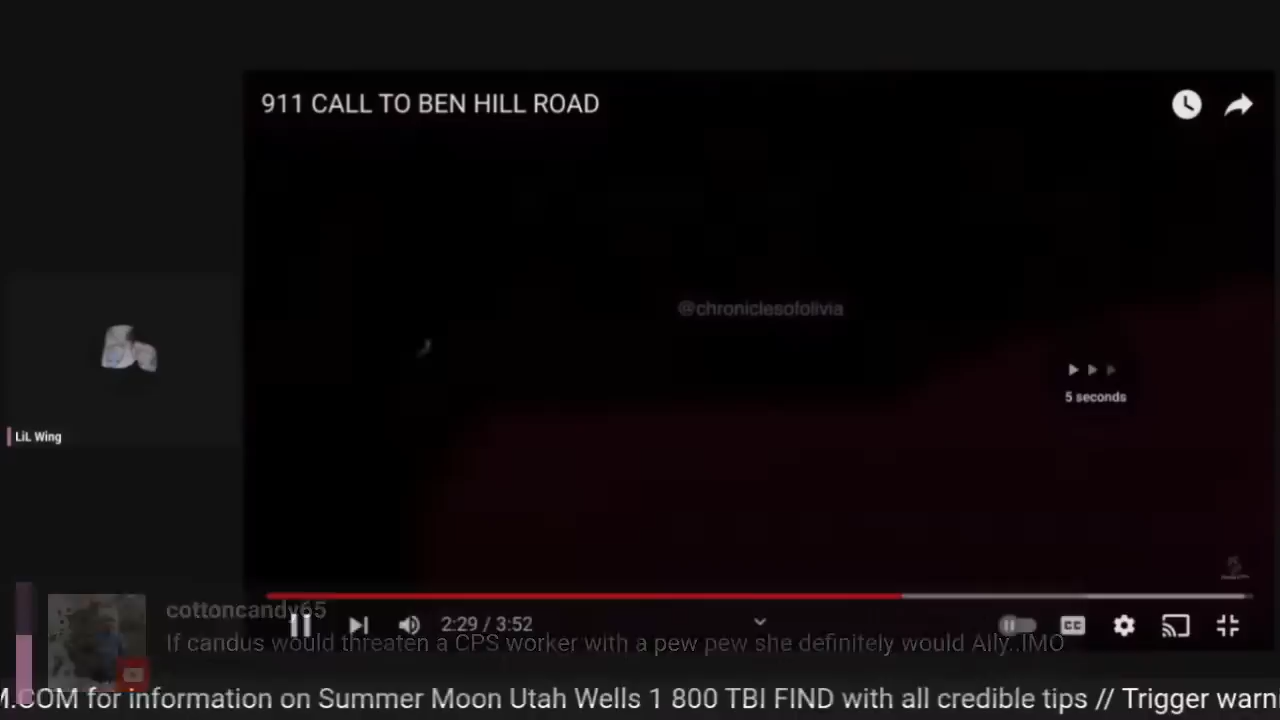 911 CALL TO BEN HILL ROAD
@chroniclesofolivia
5 seconds
LiL Wing
cottoncandy65
2:29 / 3:52
CC
If candus would threaten a CPS worker with a pew pew she definitely would Ally..IMO
M.COM for information on Summer Moon Utah Wells 1 800 TBI FIND with all credible tips // Trigger warn